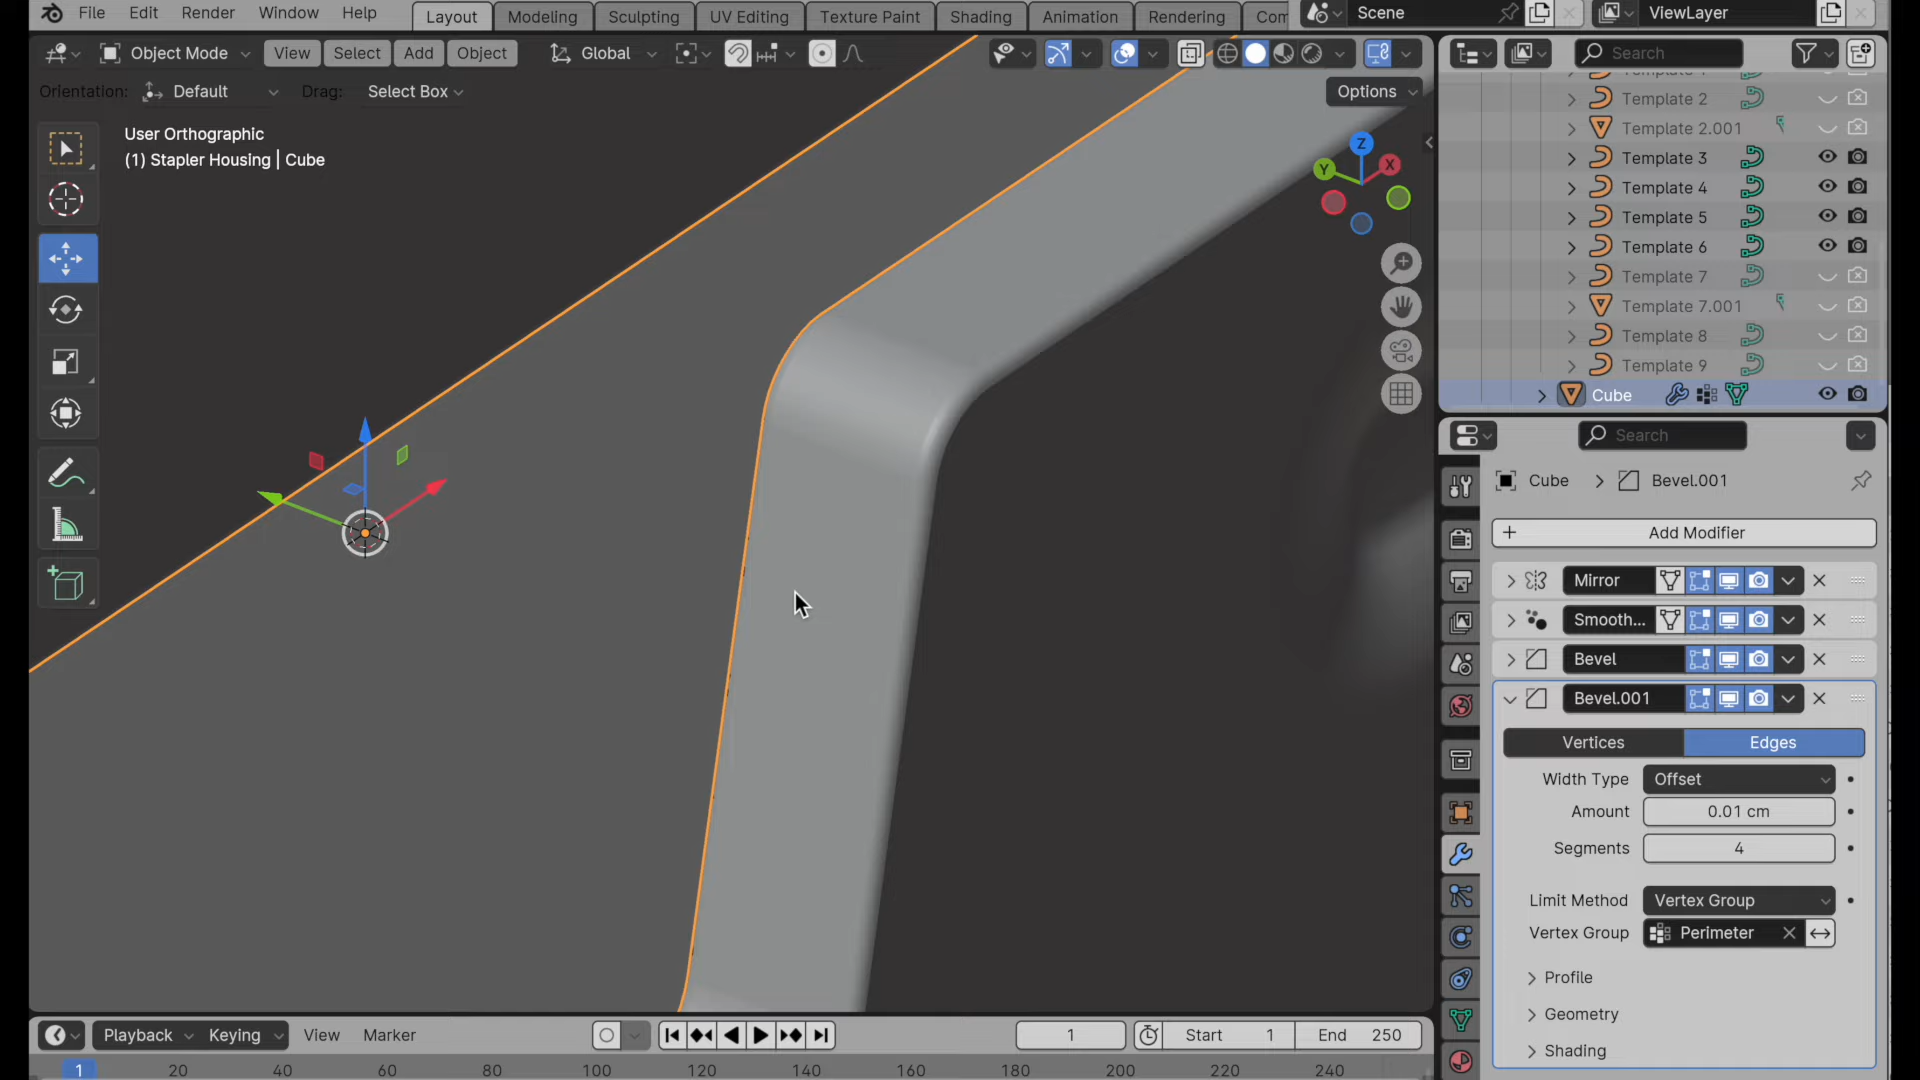 File Edit Render Window Help Layout Modeling Sculpting UV Editing Texture Paint Shading Animation Rendering Com Scene ViewLayer
Object Mode View Select Add Object Global Search
Orientation: Default Drag: Select Box Options
User Orthographic
(1) Stapler Housing | Cube
Z
Y
X
Template 2
Template 2.001
Template 3
Template 4
Template 5
Template 6
Template 7
Template 7.001
Template 8
Template 9
Cube
Search
Cube > Bevel.001
+ Add Modifier
Mirror
Smooth...
Bevel
Bevel.001
Vertices Edges
Width Type Offset
Amount 0.01 cm
Segments 4
Limit Method Vertex Group
Vertex Group Perimeter
Profile
Geometry
Shading
Playback Keying View Marker 1 Start 1 End 250
1 20 40 60 80 100 120 140 160 180 200 220 240